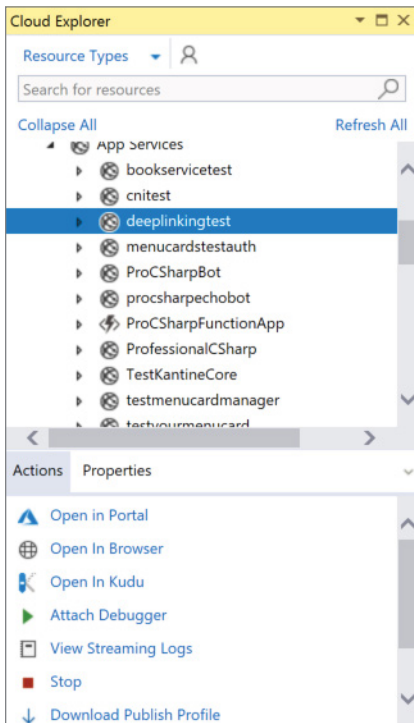 Cloud Explorer
Resource Types
Search for resources
Collapse All Refresh All
App Services
bookservicetest
cnitest
deeplinkingtest
menucardstestauth
ProCSharpBot
procsharpechobot
ProCSharpFunctionApp
ProfessionalCSharp
TestKantineCore
testmenucardmanager
testyourmenucard
Actions Properties
Open in Portal
Open In Browser
Open In Kudu
Attach Debugger
View Streaming Logs
Stop
Download Publish Profile